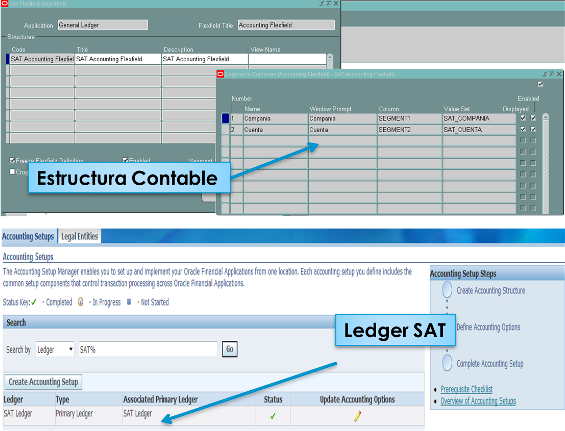 Key Flexfield Segments
Application General Ledger Flexfield Title Accounting Flexfield
Structures
Code Title Description View Name
SAT Accounting Flexfiel SAT Accounting Flexfield SAT Accounting Flexfield
Segments Summary (Accounting Flexfield) - SAT Accounting Flexfield
Number Enabled
Name Window Prompt Column Value Set Displayed
1 Compania Compania SEGMENT1 SAT_COMPANIA
2 Cuenta Cuenta SEGMENT2 SAT_CUENTA
Freeze Flexfield Definition Enabled
Estructura Contable
Accounting Setups Legal Entities
Accounting Setups
The Accounting Setup Manager enables you to set up and implement your Oracle Financial Applications from one location. Each accounting setup you define includes the
common setup components that control transaction processing across Oracle Financial Applications.
Status Key: - Completed - In Progress - Not Started
Search
Search by Ledger SAT% Go
Create Accounting Setup
Ledger Type Associated Primary Ledger Status Update Accounting Options
SAT Ledger Primary Ledger SAT Ledger
Ledger SAT
Accounting Setup Steps
Create Accounting Structure
Define Accounting Options
Complete Accounting Setup
Prerequisite Checklist
Overview of Accounting Setups